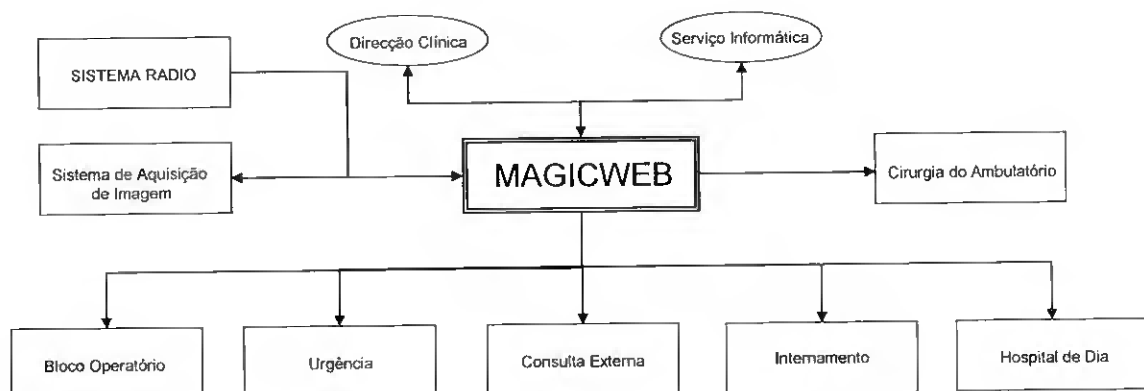 Direcção Clínica
Serviço Informática
SISTEMA RADIO
Sistema de Aquisição
de Imagem
MAGICWEB
Cirurgia do Ambulatório
Bloco Operatório
Urgência
Consulta Externa
Internamento
Hospital de Dia